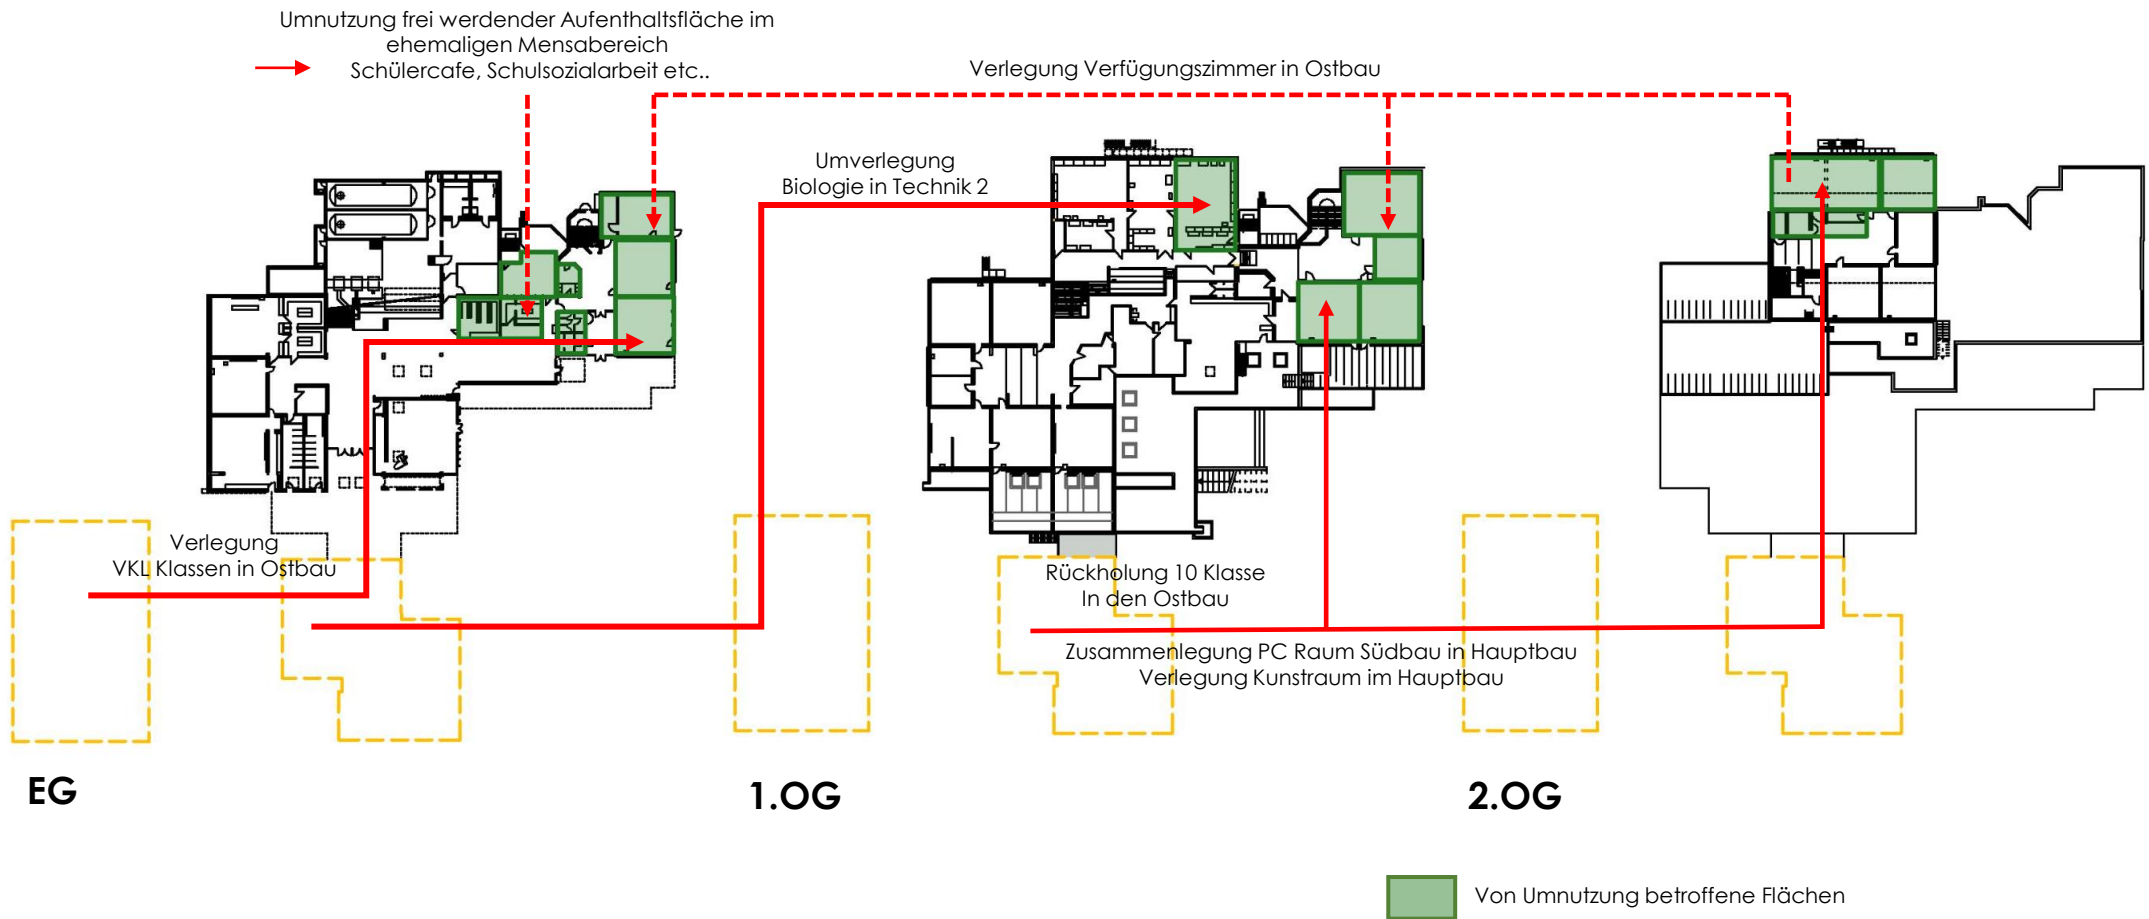 Umnutzung frei werdender Aufenthaltsfläche im
ehemaligen Mensabereich
Schülercafe, Schulsozialarbeit etc..
Verlegung Verfügungszimmer in Ostbau
Umverlegung
Biologie in Technik 2
Verlegung
VKL Klassen in Ostbau
Rückholung 10 Klasse
In den Ostbau
Zusammenlegung PC Raum Südbau in Hauptbau
Verlegung Kunstraum im Hauptbau
EG
1.OG
2.OG
Von Umnutzung betroffene Flächen